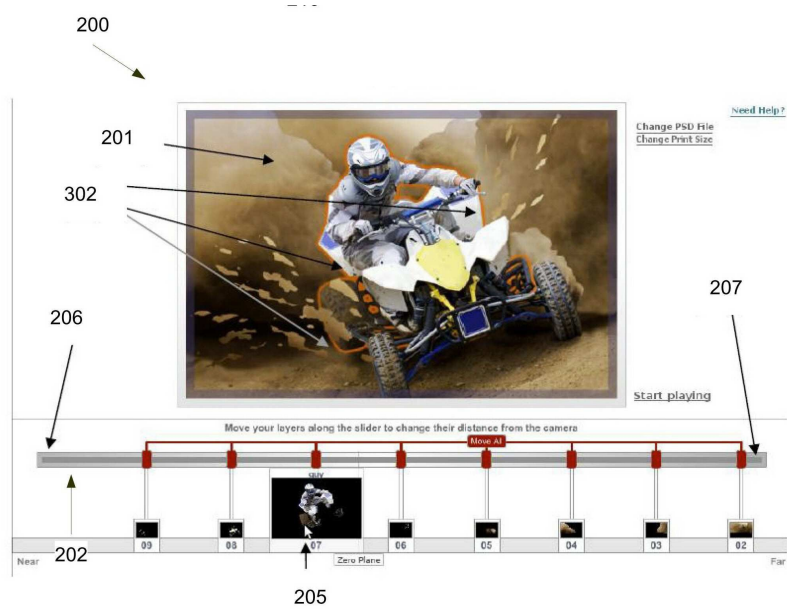 200
Need Help?
Change PSD File
Change Print Size
201
302
207
206
Start playing
Move your layers along the slider to change their distance from the camera
Move All
guy
09 08 07 06 05 04 03 02
202
Near Zero Plane Far
205